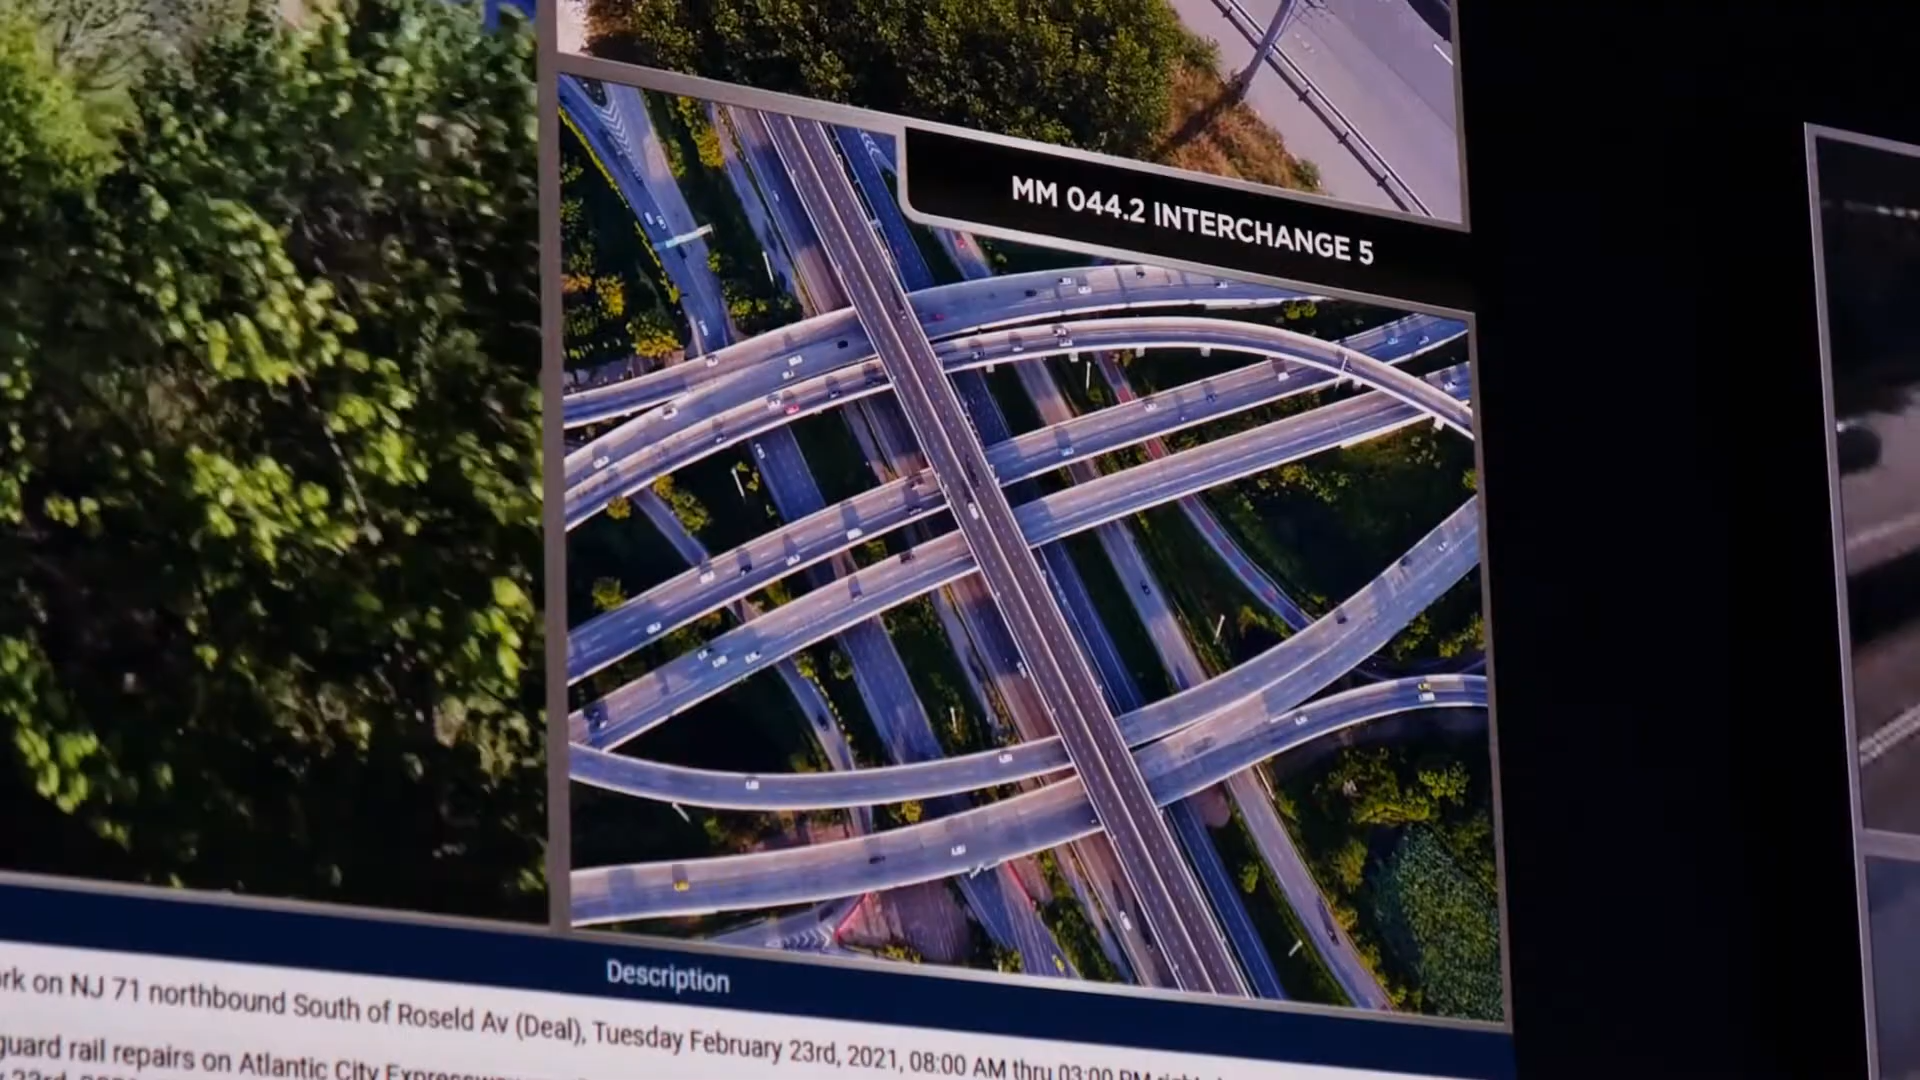 MM 044.2 INTERCHANGE 5
Description
rk on NJ 71 northbound South of Roseld Av (Deal), Tuesday February 23rd, 2021, 08:00 AM thru 03:00 PM
guard rail repairs on Atlantic City